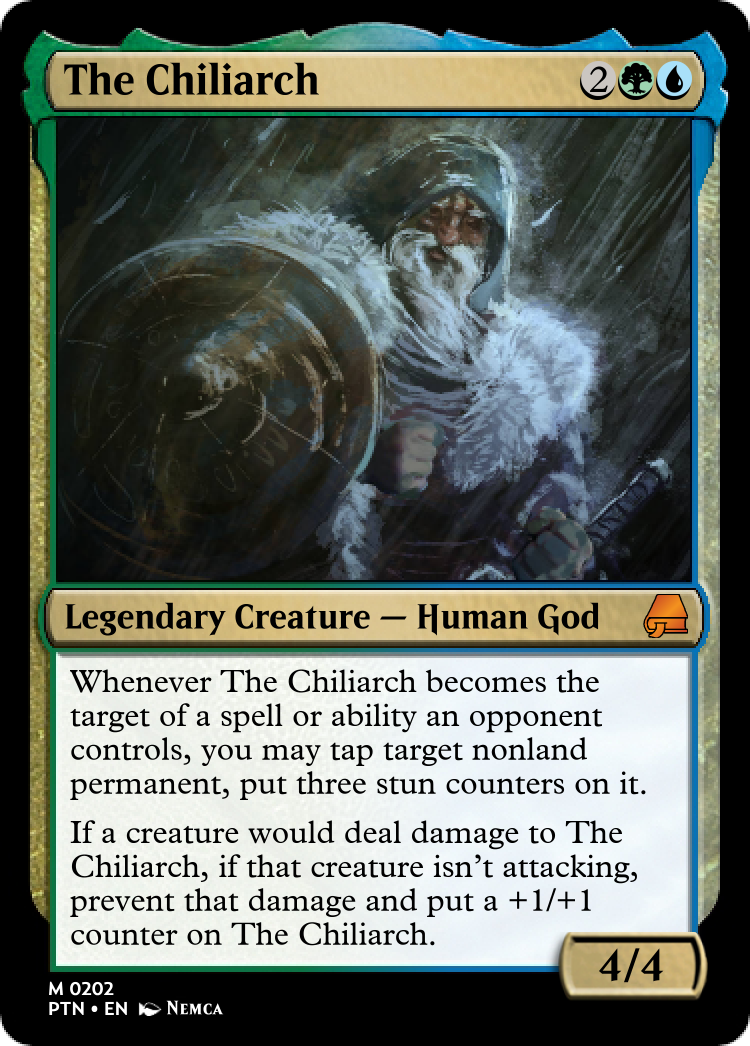 The Chiliarch 2
Legendary Creature — Human God
Whenever The Chiliarch becomes the
target of a spell or ability an opponent
controls, you may tap target nonland
permanent, put three stun counters on it.
If a creature would deal damage to The
Chiliarch, if that creature isn't attacking,
prevent that damage and put a +1/+1
counter on The Chiliarch.
4/4
M 0202
PTN • EN NEMCA